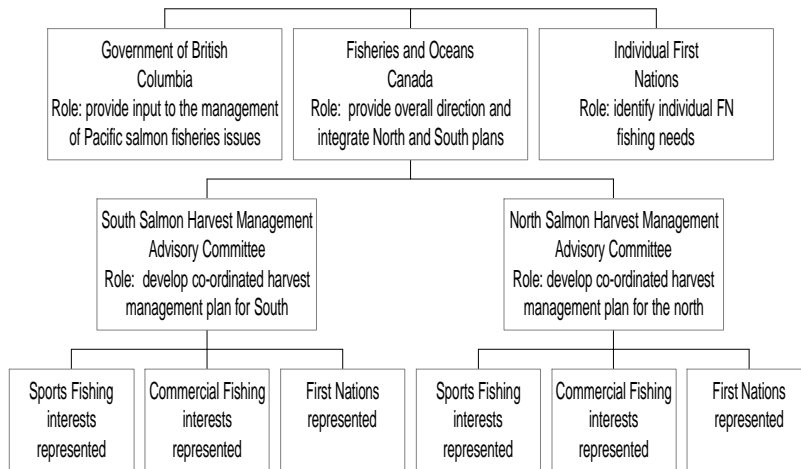 Government of British
Columbia
Role: provide input to the management
of Pacific salmon fisheries issues
Fisheries and Oceans
Canada
Role: provide overall direction and
integrate North and South plans
Individual First
Nations
Role: identify individual FN
fishing needs
South Salmon Harvest Management
Advisory Committee
Role: develop co-ordinated harvest
management plan for South
North Salmon Harvest Management
Advisory Committee
Role: develop co-ordinated harvest
management plan for the north
Sports Fishing
interests
represented
Commercial Fishing
interests
represented
First Nations
represented
Sports Fishing
interests
represented
Commercial Fishing
interests
represented
First Nations
represented